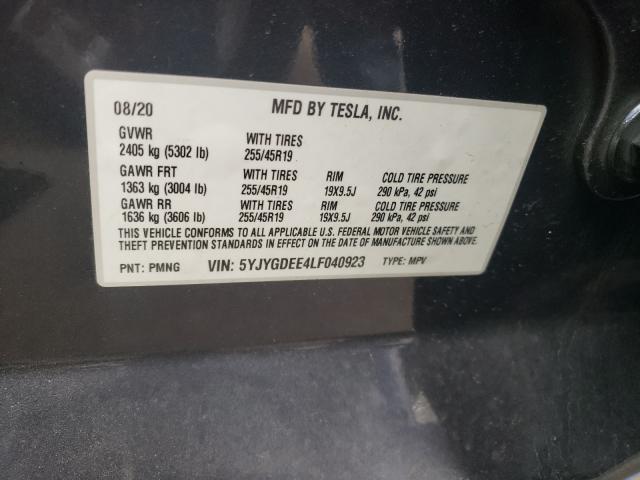 08/20 MFD BY TESLA, INC.
GVWR WITH TIRES
2405 kg (5302 lb) 255/45R19
GAWR FRT WITH TIRES RIM COLD TIRE PRESSURE
1363 kg (3004 lb) 255/45R19 19X9.5J 290 kPa, 42 psi
GAWR RR WITH TIRES RIM COLD TIRE PRESSURE
1636 kg (3606 lb) 255/45R19 19X9.5J 290 kPa, 42 psi
THIS VEHICLE CONFORMS TO ALL APPLICABLE U.S. FEDERAL MOTOR VEHICLE SAFETY AND
THEFT PREVENTION STANDARDS IN EFFECT ON THE DATE OF MANUFACTURE SHOWN ABOVE.
PNT: PMNG VIN: 5YJYGDEE4LF040923 TYPE: MPV